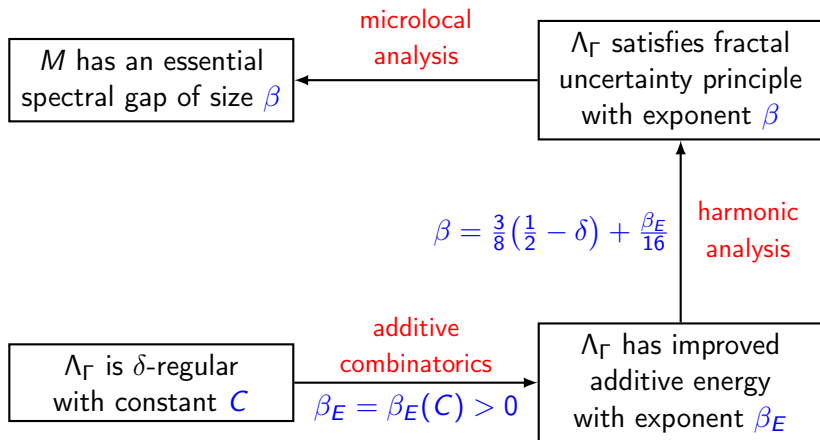 microlocal
analysis
M has an essential
spectral gap of size β
Λ_Γ satisfies fractal
uncertainty principle
with exponent β
β = 3/8(1/2 − δ) + β_E/16
harmonic
analysis
Λ_Γ is δ-regular
with constant C
additive
combinatorics
β_E = β_E(C) > 0
Λ_Γ has improved
additive energy
with exponent β_E